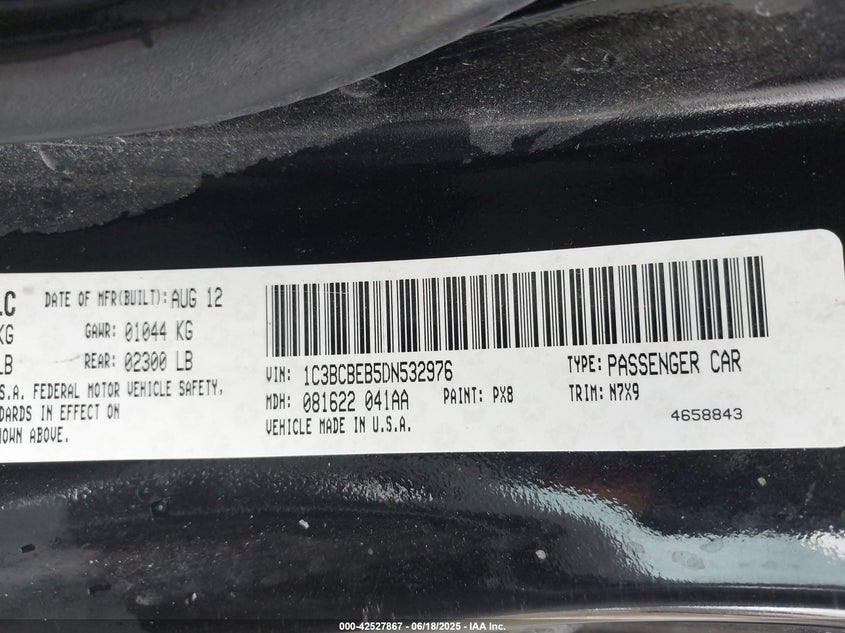 LC DATE OF MFR(BUILT): AUG 12
KG GAWR: 01044 KG
LB REAR: 02300 LB
S.A. FEDERAL MOTOR VEHICLE SAFETY,
DARDS IN EFFECT ON
HOWN ABOVE.
VIN: 1C3BCBEB5DN532976 TYPE: PASSENGER CAR
MDH: 081622 041AA PAINT: PX8 TRIM: N7X9
VEHICLE MADE IN U.S.A.
4658843
000-42527867 - 06/18/2025 - IAA Inc.